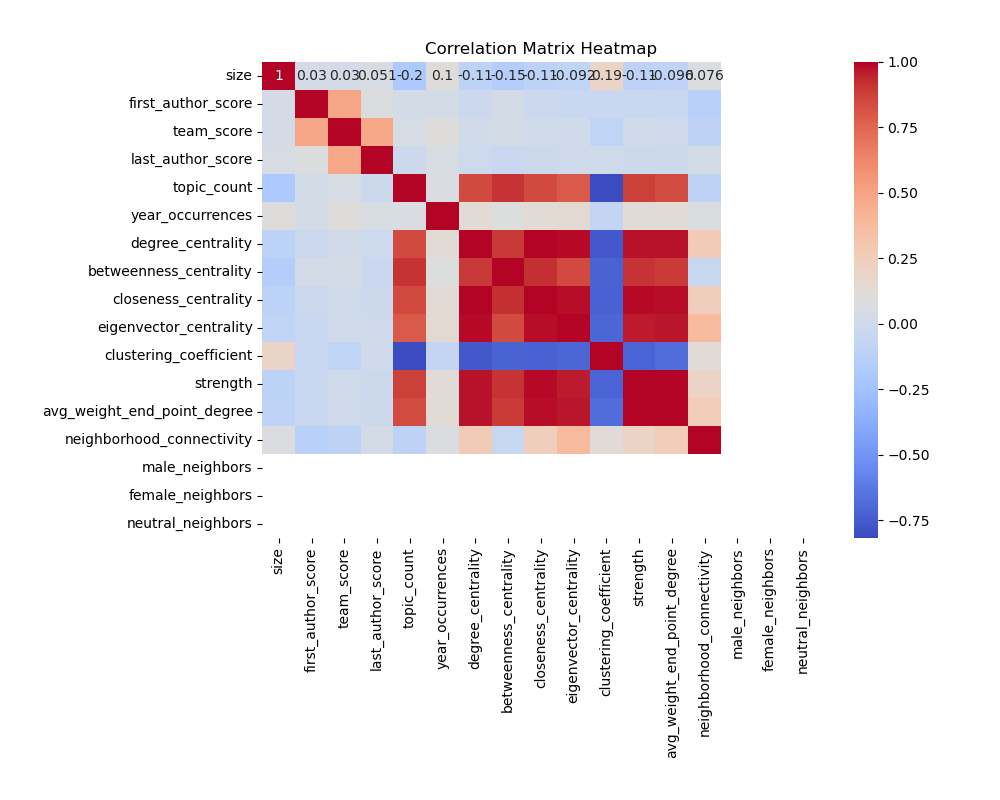 Correlation Matrix Heatmap
size
1 0.03 0.03 0.051 -0.2 0.1 -0.11 -0.15 -0.11 -0.092 0.19 -0.11 -0.096 0.076
first_author_score
team_score
last_author_score
topic_count
year_occurrences
degree_centrality
betweenness_centrality
closeness_centrality
eigenvector_centrality
clustering_coefficient
strength
avg_weight_end_point_degree
neighborhood_connectivity
male_neighbors
female_neighbors
neutral_neighbors
size
first_author_score
team_score
last_author_score
topic_count
year_occurrences
degree_centrality
betweenness_centrality
closeness_centrality
eigenvector_centrality
clustering_coefficient
strength
avg_weight_end_point_degree
neighborhood_connectivity
male_neighbors
female_neighbors
neutral_neighbors
1.00
0.75
0.50
0.25
0.00
−0.25
−0.50
−0.75